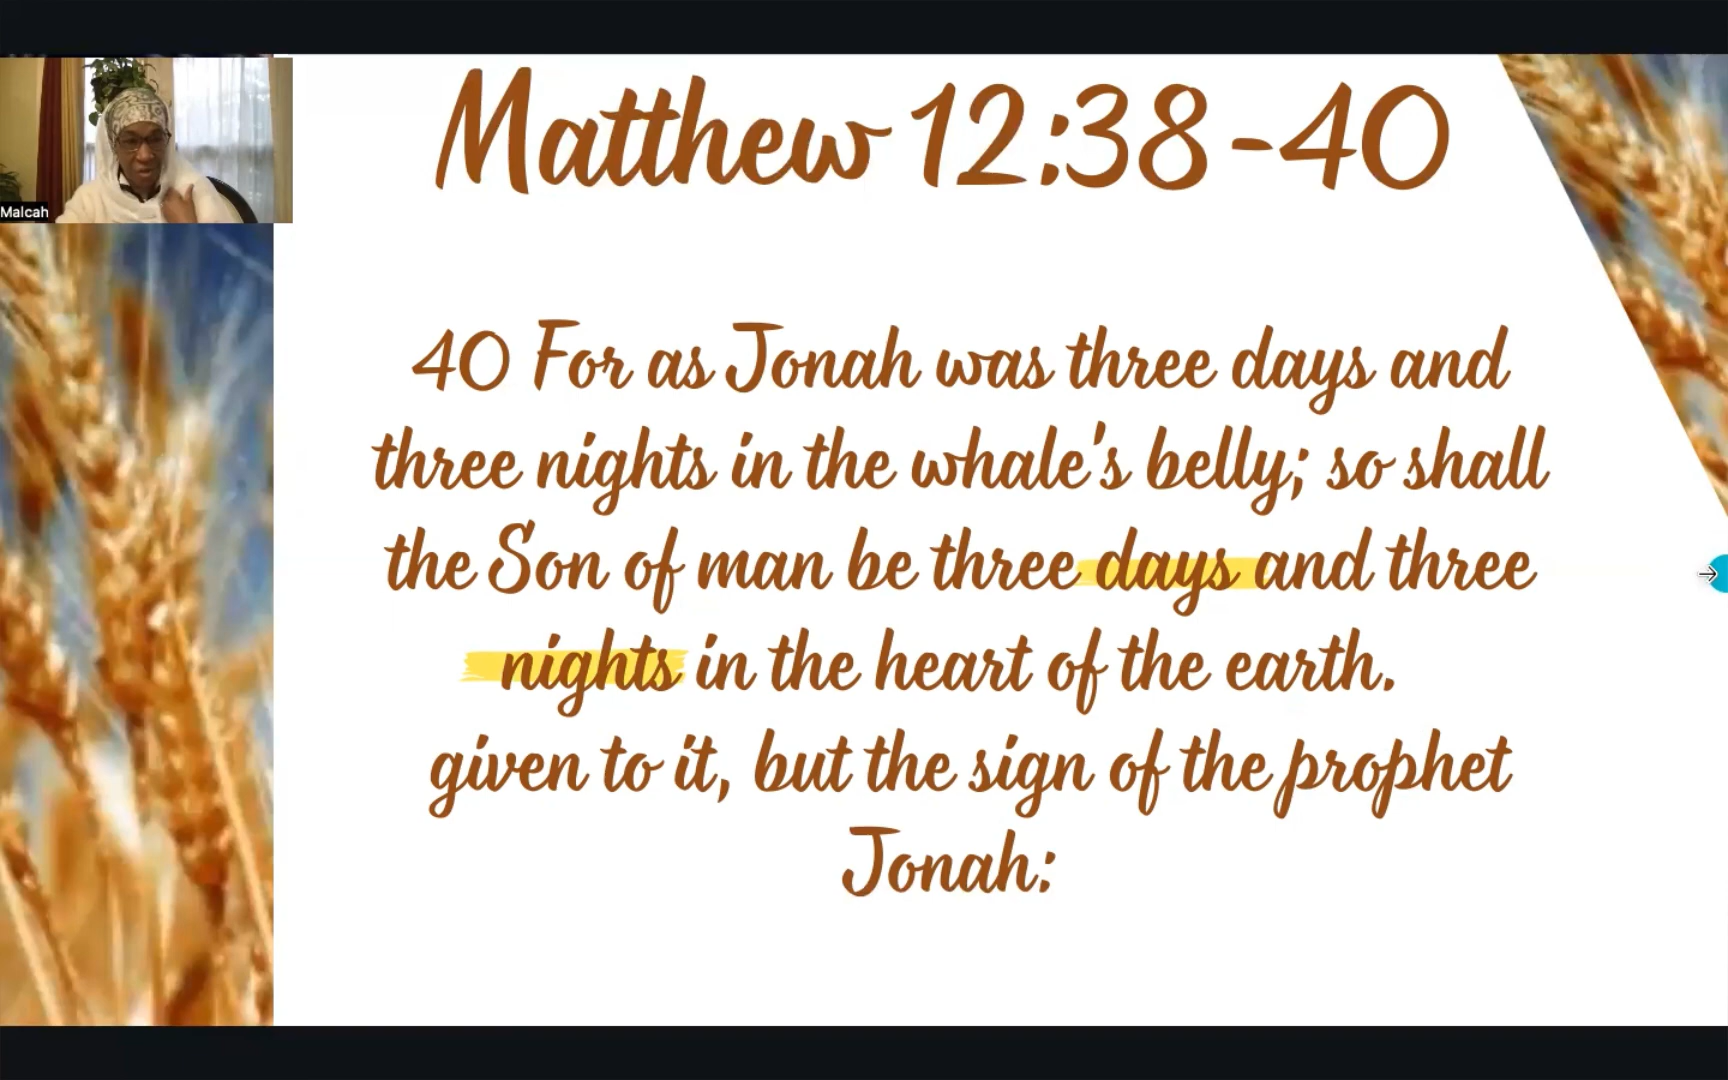 Matthew 12:38-40
Malcah
40 For as Jonah was three days and
three nights in the whale's belly; so shall
the Son of man be three days and three
nights in the heart of the earth.
given to it, but the sign of the prophet
Jonah: